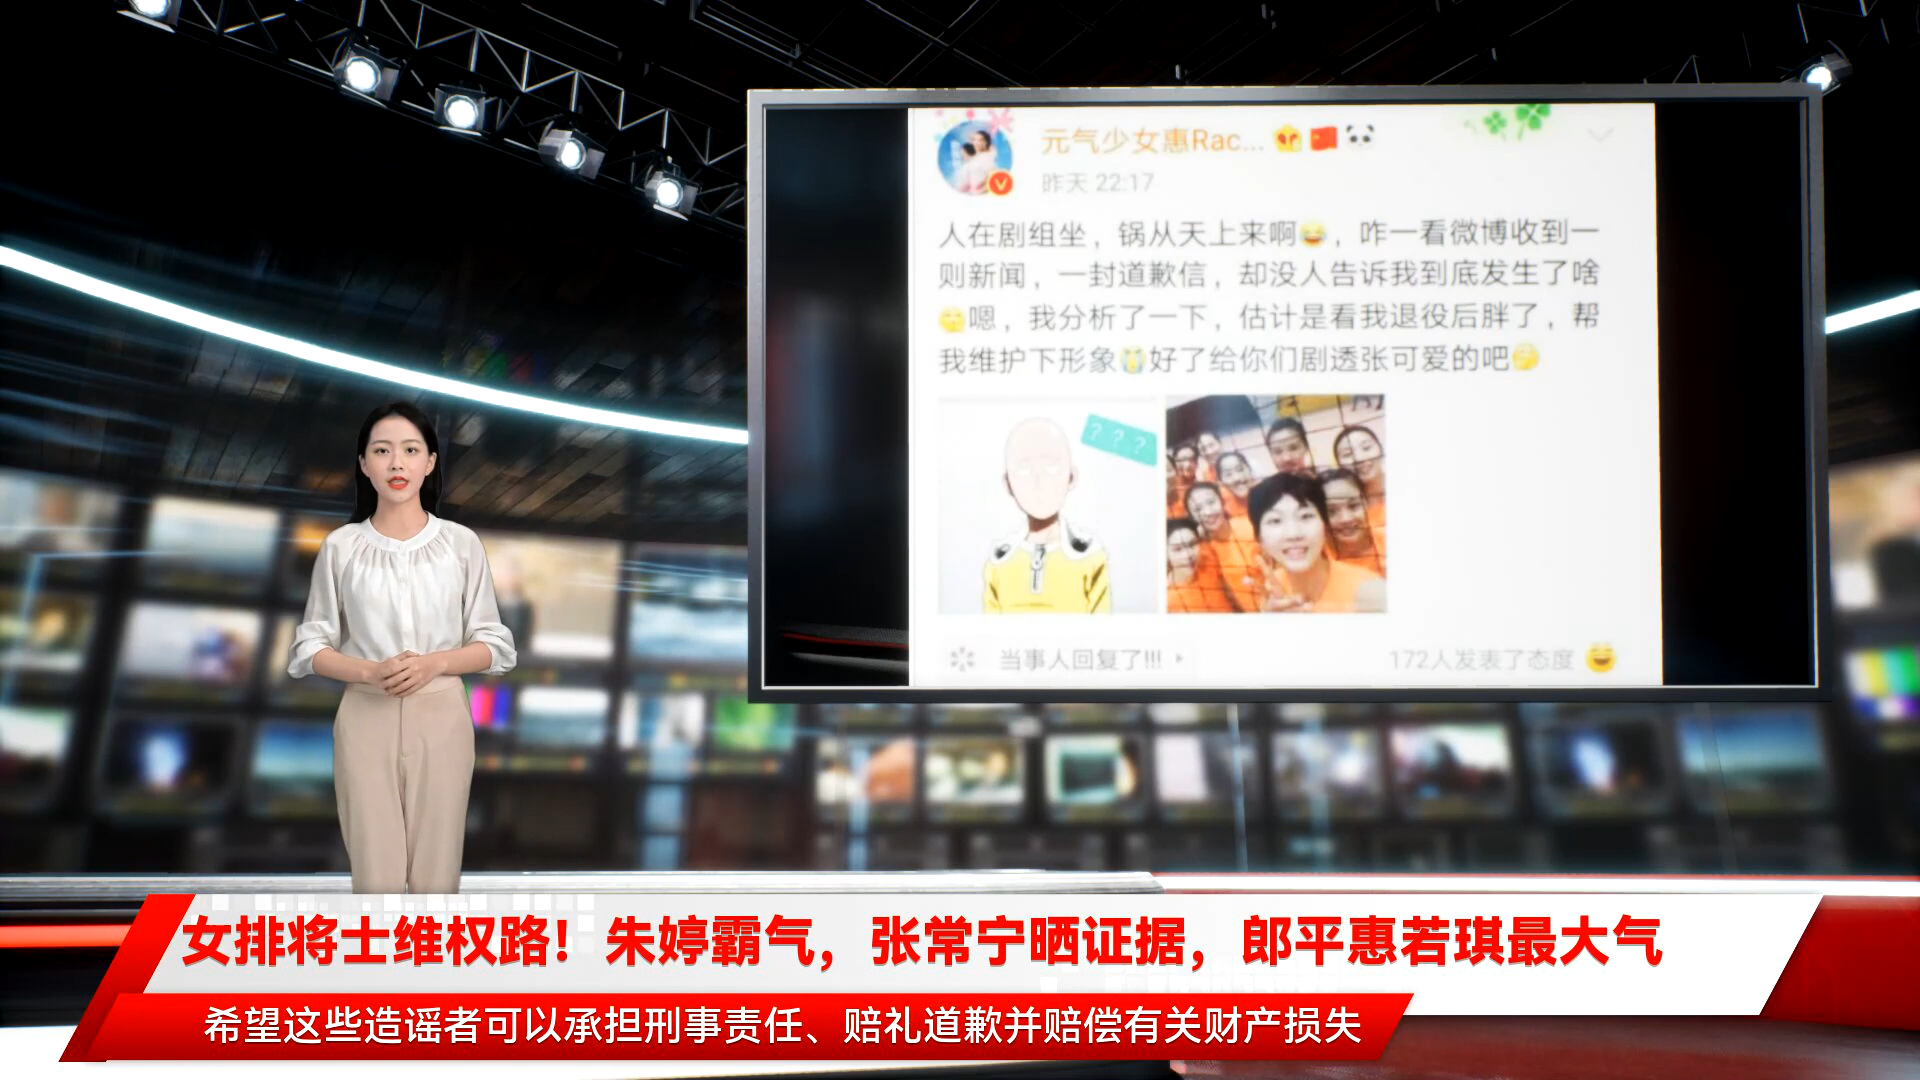 元气少女惠Rac...
昨天 22:17
人在剧组坐，锅从天上来啊，咋一看微博收到一
则新闻，一封道歉信，却没人告诉我到底发生了啥
嗯，我分析了一下，估计是看我退役后胖了，帮
我维护下形象好了给你们剧透张可爱的吧
???
当事人回复了!!!
172人发表了态度
女排将士维权路！朱婷霸气，张常宁晒证据，郎平惠若琪最大气
希望这些造谣者可以承担刑事责任、赔礼道歉并赔偿有关财产损失